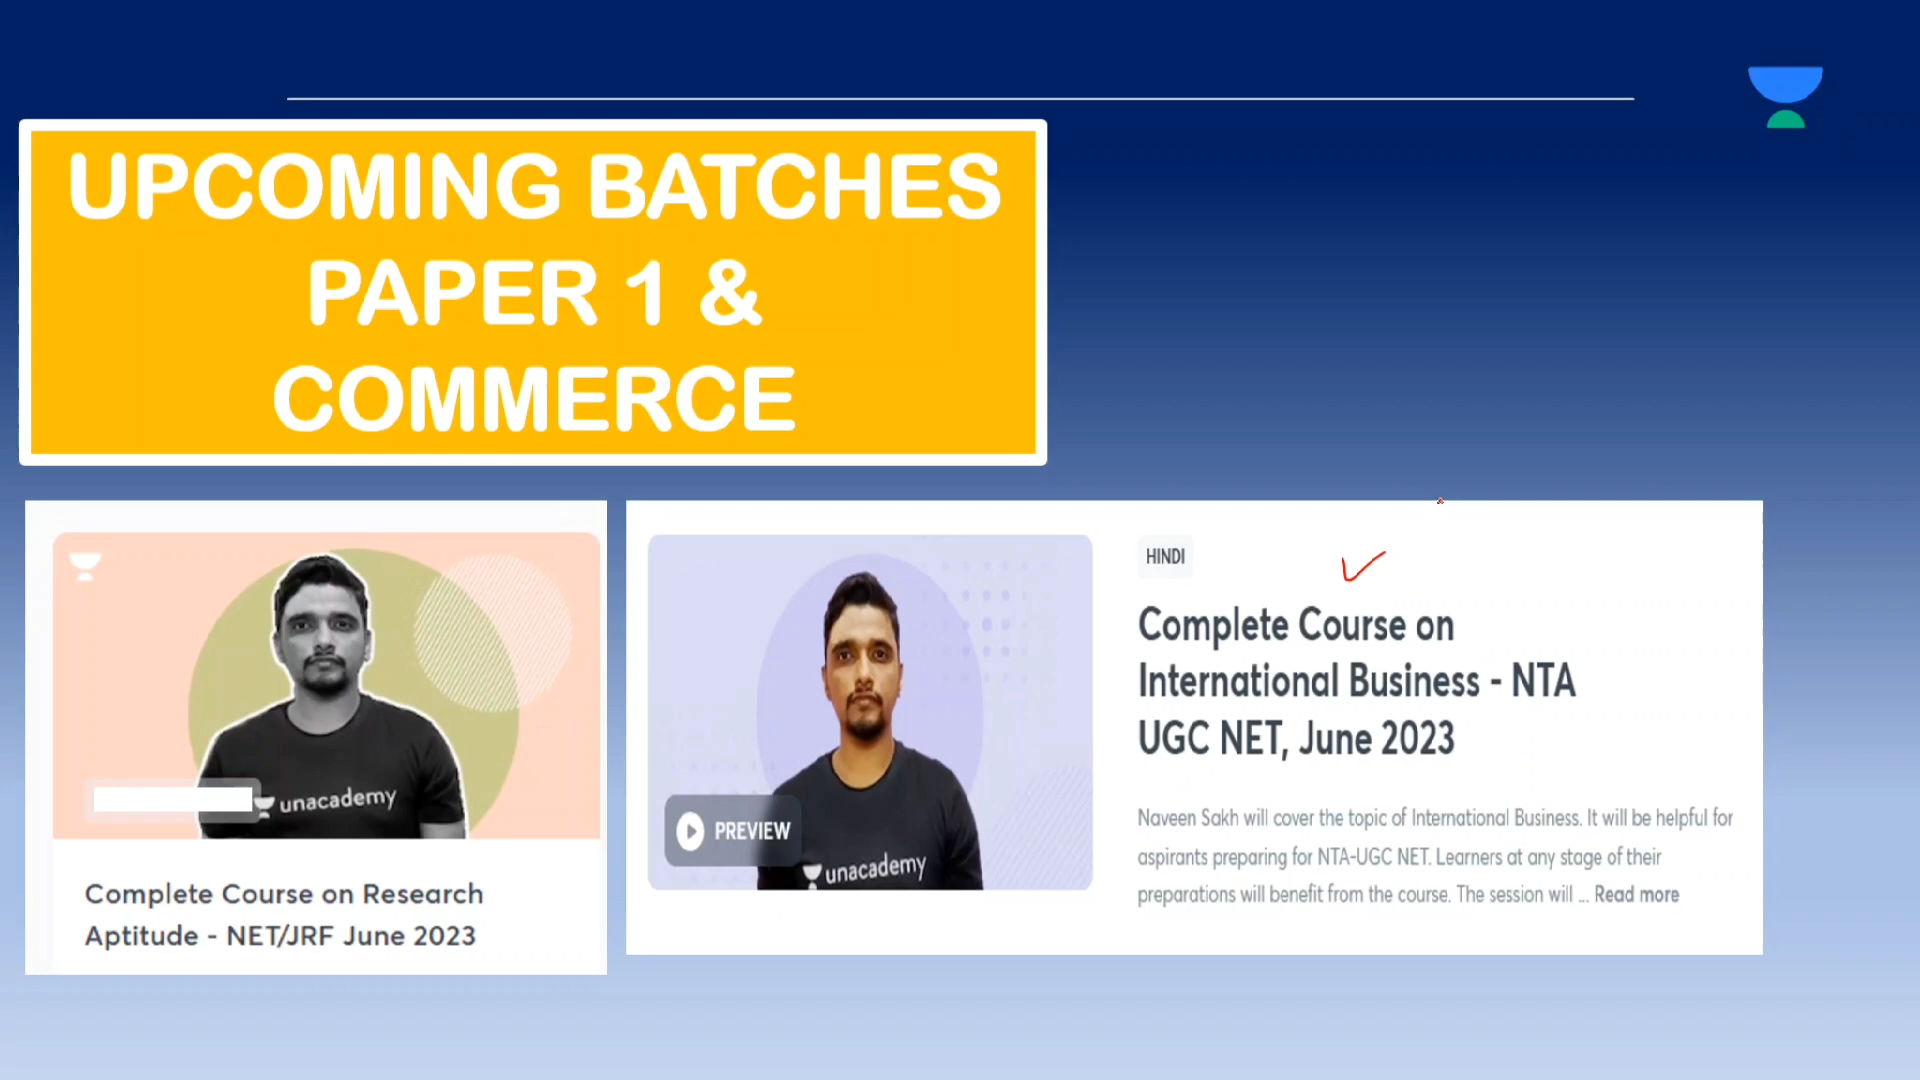 UPCOMING BATCHES
PAPER 1 &
COMMERCE
unacademy
Complete Course on Research
Aptitude - NET/JRF June 2023
PREVIEW
unacademy
HINDI
Complete Course on
International Business - NTA
UGC NET, June 2023
Naveen Sakh will cover the topic of International Business. It will be helpful for
aspirants preparing for NTA-UGC NET. Learners at any stage of their
preparations will benefit from the course. The session will ... Read more